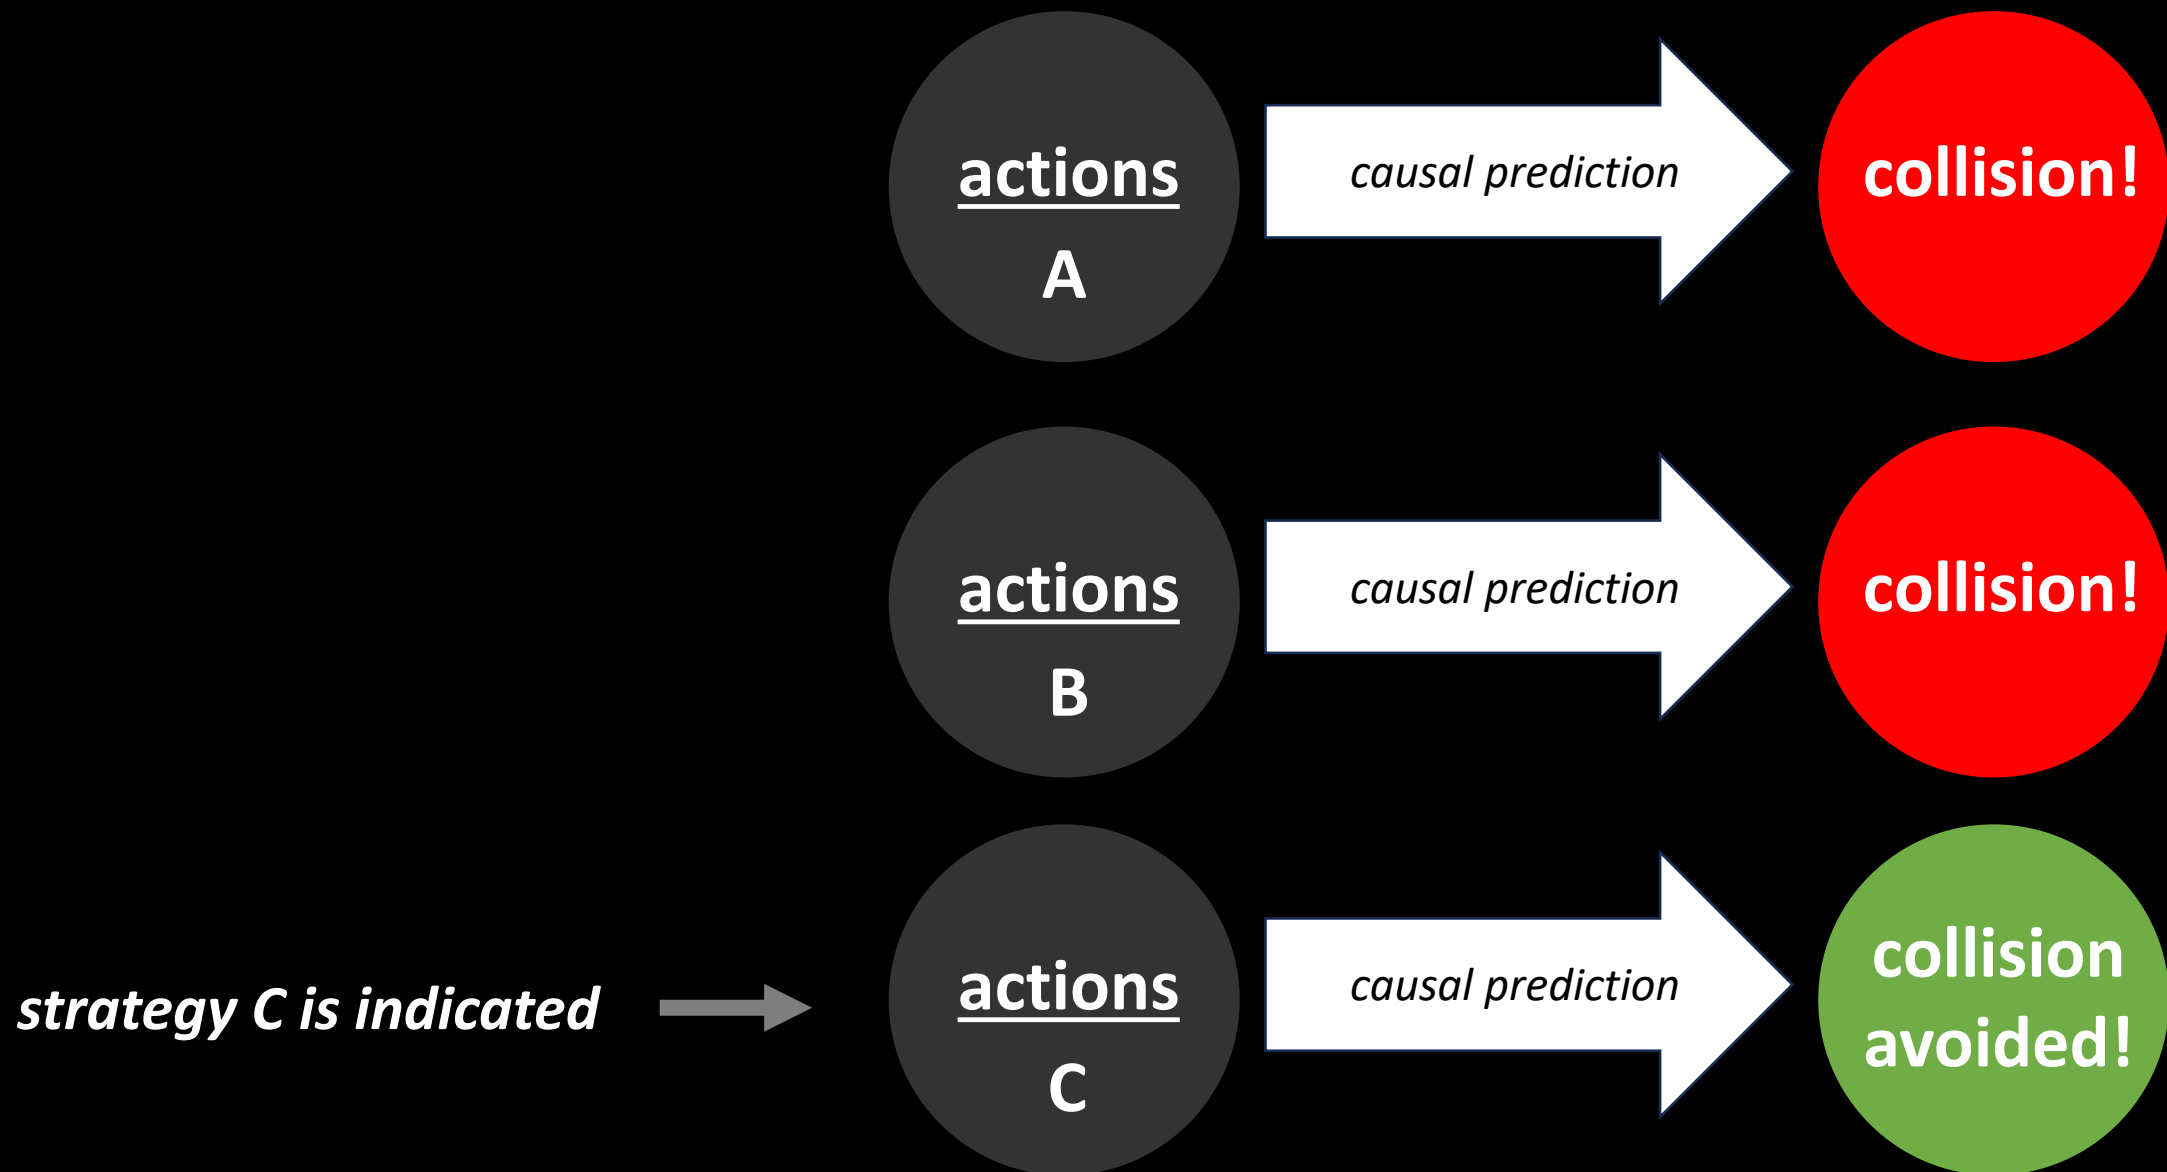 actions
A
causal prediction
collision!
actions
B
causal prediction
collision!
strategy C is indicated
actions
C
causal prediction
collision
avoided!